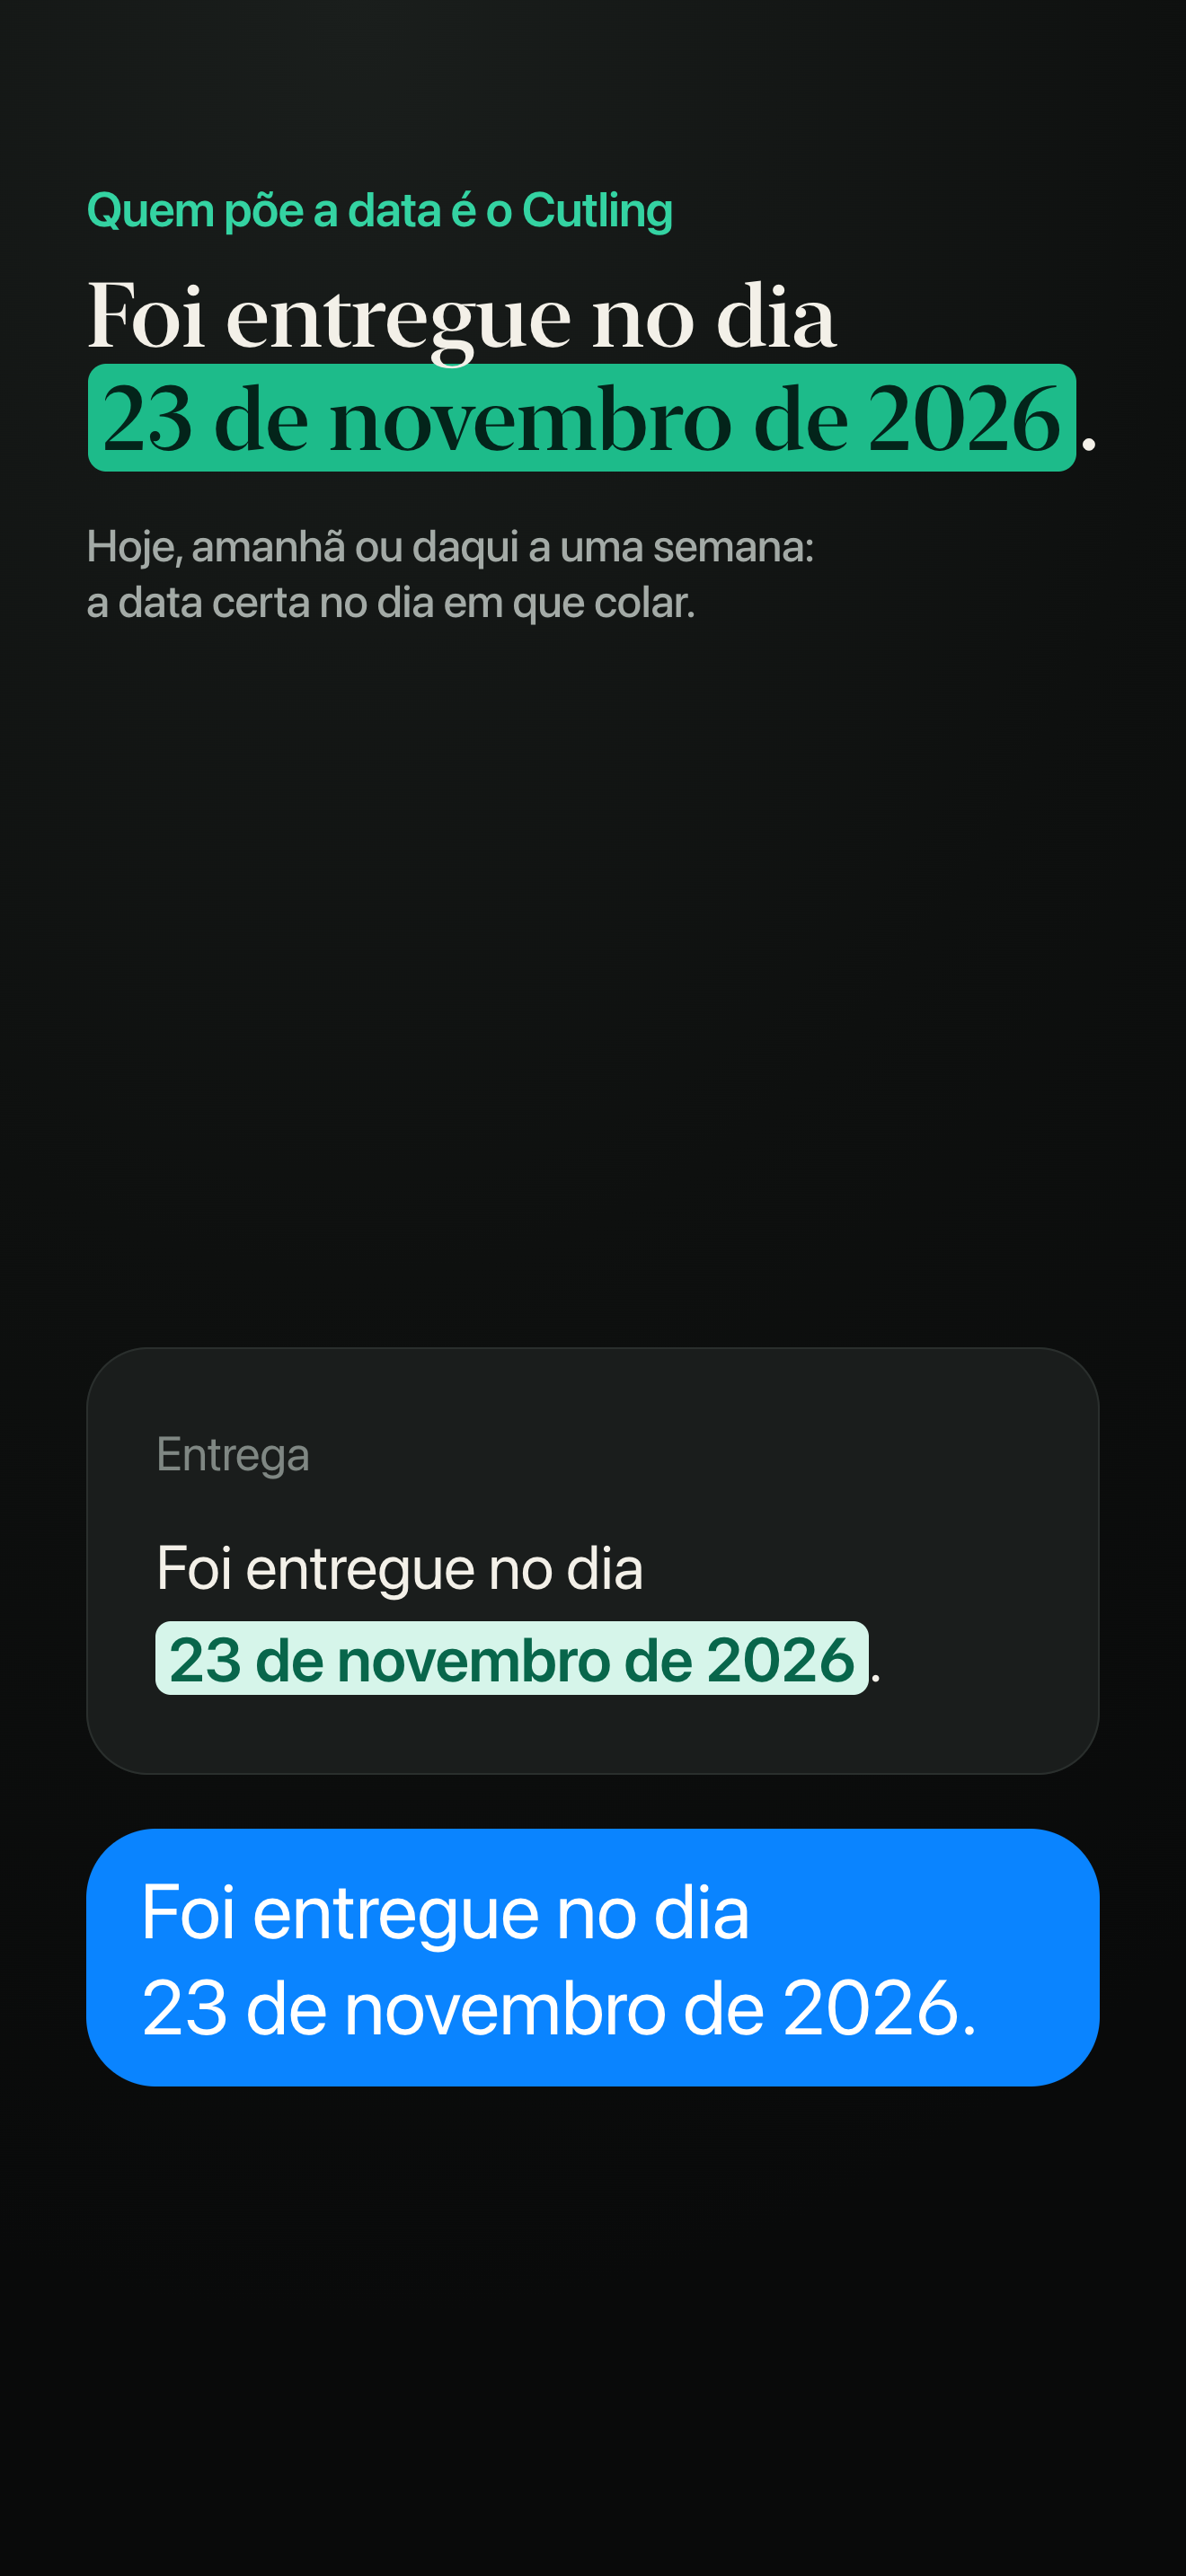 Quem põe a data é o Cutling
Foi entregue no dia
23 de novembro de 2026.
Hoje, amanhã ou daqui a uma semana:
a data certa no dia em que colar.
Entrega
Foi entregue no dia
23 de novembro de 2026.
Foi entregue no dia
23 de novembro de 2026.